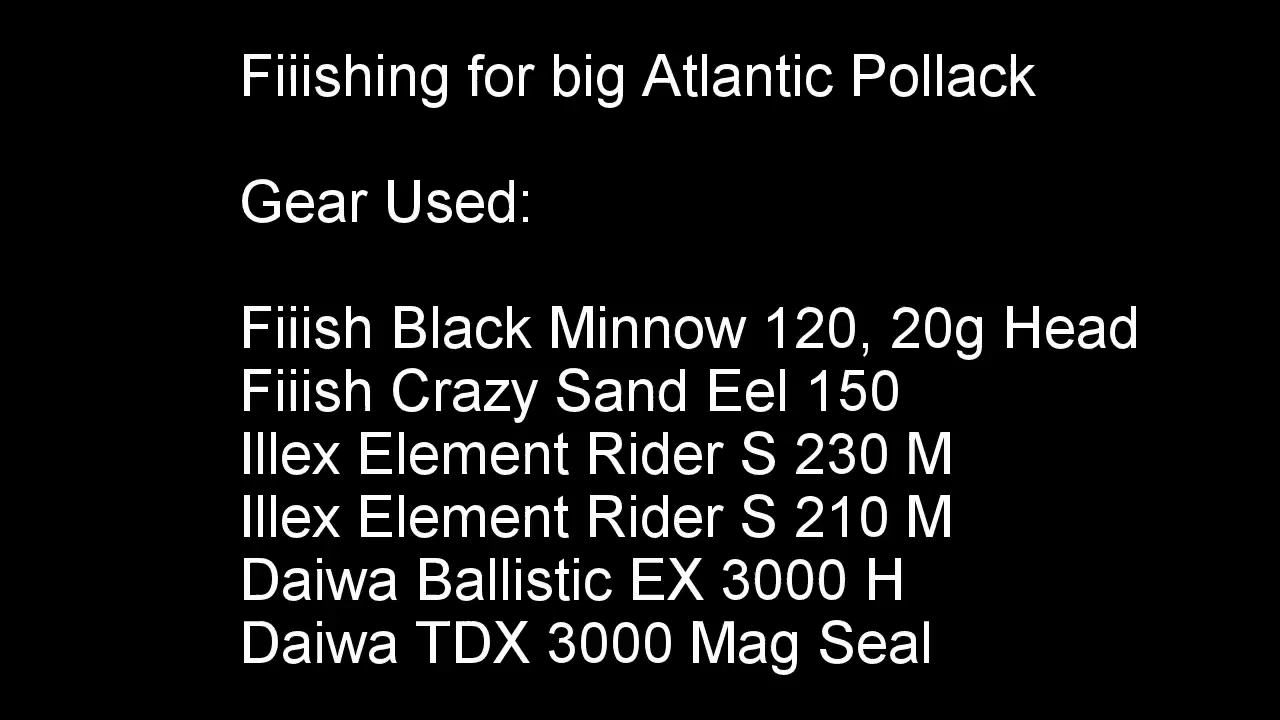 Fiiishing for big Atlantic Pollack
Gear Used:
Fiiish Black Minnow 120, 20g Head
Fiiish Crazy Sand Eel 150
Illex Element Rider S 230 M
Illex Element Rider S 210 M
Daiwa Ballistic EX 3000 H
Daiwa TDX 3000 Mag Seal